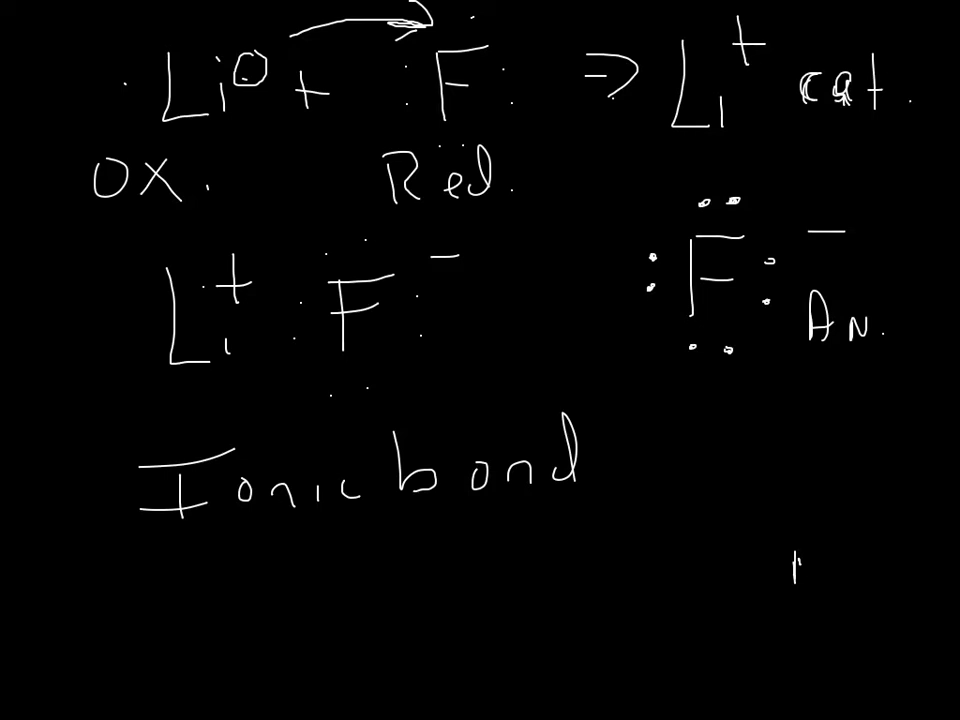 Li + F => Li+ cat.
OX. Red.
Li+ F − F − An.
Ionic bond